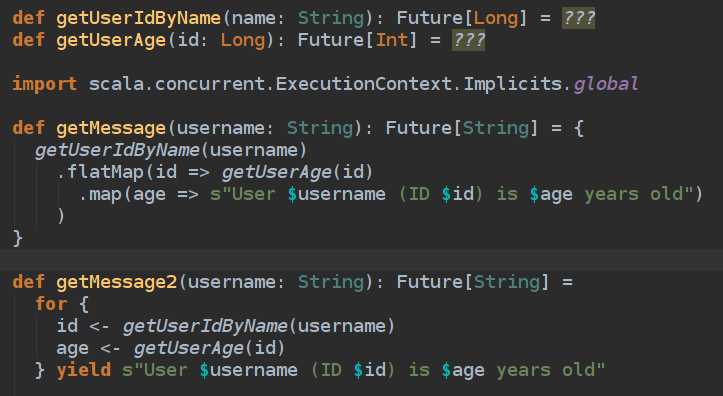 def getUserIdByName(name: String): Future[Long] = ???
def getUserAge(id: Long): Future[Int] = ???
import scala.concurrent.ExecutionContext.Implicits.global
def getMessage(username: String): Future[String] = {
  getUserIdByName(username)
    .flatMap(id => getUserAge(id)
      .map(age => s"User $username (ID $id) is $age years old")
    )
}
def getMessage2(username: String): Future[String] =
  for {
    id <- getUserIdByName(username)
    age <- getUserAge(id)
  } yield s"User $username (ID $id) is $age years old"